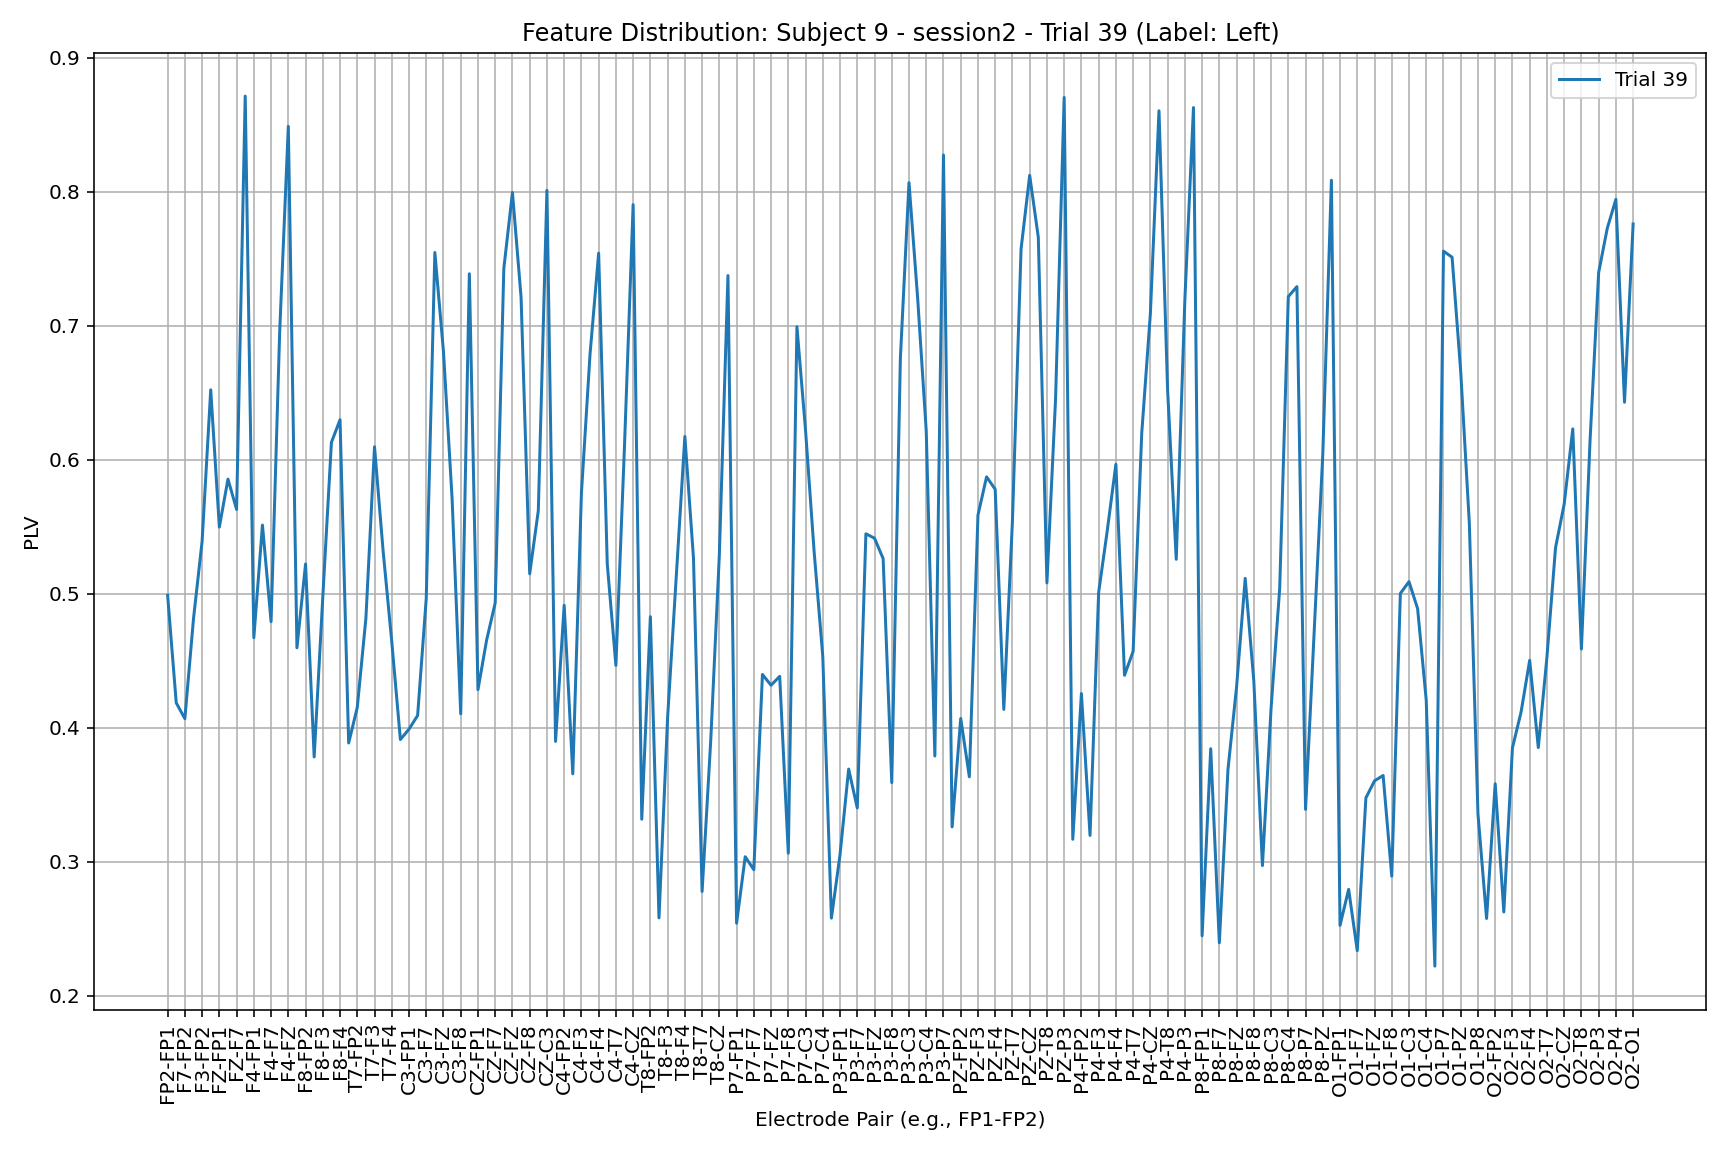 Feature Distribution: Subject 9 - session2 - Trial 39 (Label: Left)
Trial 39
0.9
0.8
0.7
0.6
0.5
0.4
0.3
0.2
PLV
FP2-FP1
F7-FP2
F3-FP2
FZ-FP1
FZ-F7
F4-FP1
F4-F7
F4-FZ
F8-FP2
F8-F3
F8-F4
T7-FP2
T7-F3
T7-F4
C3-FP1
C3-F7
C3-FZ
C3-F8
CZ-FP1
CZ-F7
CZ-FZ
CZ-F8
CZ-C3
C4-FP2
C4-F3
C4-F4
C4-T7
C4-CZ
T8-FP2
T8-F3
T8-F4
T8-T7
T8-CZ
P7-FP1
P7-F7
P7-FZ
P7-F8
P7-C3
P7-C4
P3-FP1
P3-F7
P3-FZ
P3-F8
P3-C3
P3-C4
P3-P7
PZ-FP2
PZ-F3
PZ-F4
PZ-T7
PZ-CZ
PZ-T8
PZ-P3
P4-FP2
P4-F3
P4-F4
P4-T7
P4-CZ
P4-T8
P4-P3
P8-FP1
P8-F7
P8-FZ
P8-F8
P8-C3
P8-C4
P8-P7
P8-PZ
O1-FP1
O1-F7
O1-FZ
O1-F8
O1-C3
O1-C4
O1-P7
O1-PZ
O1-P8
O2-FP2
O2-F3
O2-F4
O2-T7
O2-CZ
O2-T8
O2-P3
O2-P4
O2-O1
Electrode Pair (e.g., FP1-FP2)